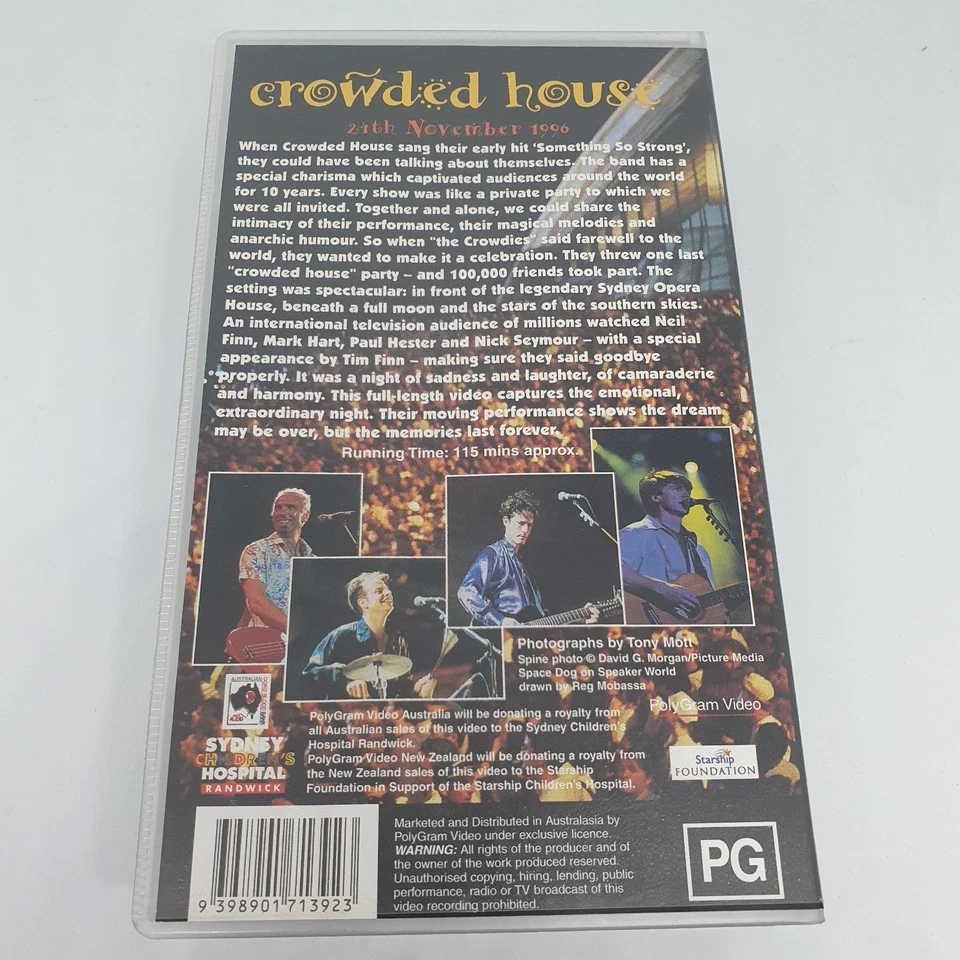 crowded house
24th November 1996
When Crowded House sang their early hit 'Something So Strong',
they could have been talking about themselves. The band has a
special charisma which captivated audiences around the world
for 10 years. Every show was like a private party to which we
were all invited. Together and alone, we could share the
intimacy of their performance, their magical melodies and
anarchic humour. So when "the Crowdies" said farewell to the
world, they wanted to make it a celebration. They threw one last
"crowded house" party – and 100,000 friends took part. The
setting was spectacular: in front of the legendary Sydney Opera
House, beneath a full moon and the stars of the southern skies.
An international television audience of millions watched Neil
Finn, Mark Hart, Paul Hester and Nick Seymour – with a special
appearance by Tim Finn – making sure they said goodbye
properly. It was a night of sadness and laughter, of camaraderie
and harmony. This full-length video captures the emotional,
extraordinary night. Their moving performance shows the dream
may be over, but the memories last forever.
Running Time: 115 mins approx.
Photographs by Tony Mott
Spine photo © David G. Morgan/Picture Media
Space Dog on Speaker World
drawn by Reg Mobassa
PolyGram Video
AUSTRALIAN
SYDNEY
CHILDREN'S
HOSPITAL
RANDWICK
PolyGram Video Australia will be donating a royalty from
all Australian sales of this video to the Sydney Children's
Hospital Randwick.
PolyGram Video New Zealand will be donating a royalty from
the New Zealand sales of this video to the Starship
Foundation in Support of the Starship Children's Hospital.
Starship
FOUNDATION
Marketed and Distributed in Australasia by
PolyGram Video under exclusive licence.
WARNING: All rights of the producer and of
the owner of the work produced reserved.
Unauthorised copying, hiring, lending, public
performance, radio or TV broadcast of this
video recording prohibited.
PG
9 398901 713923